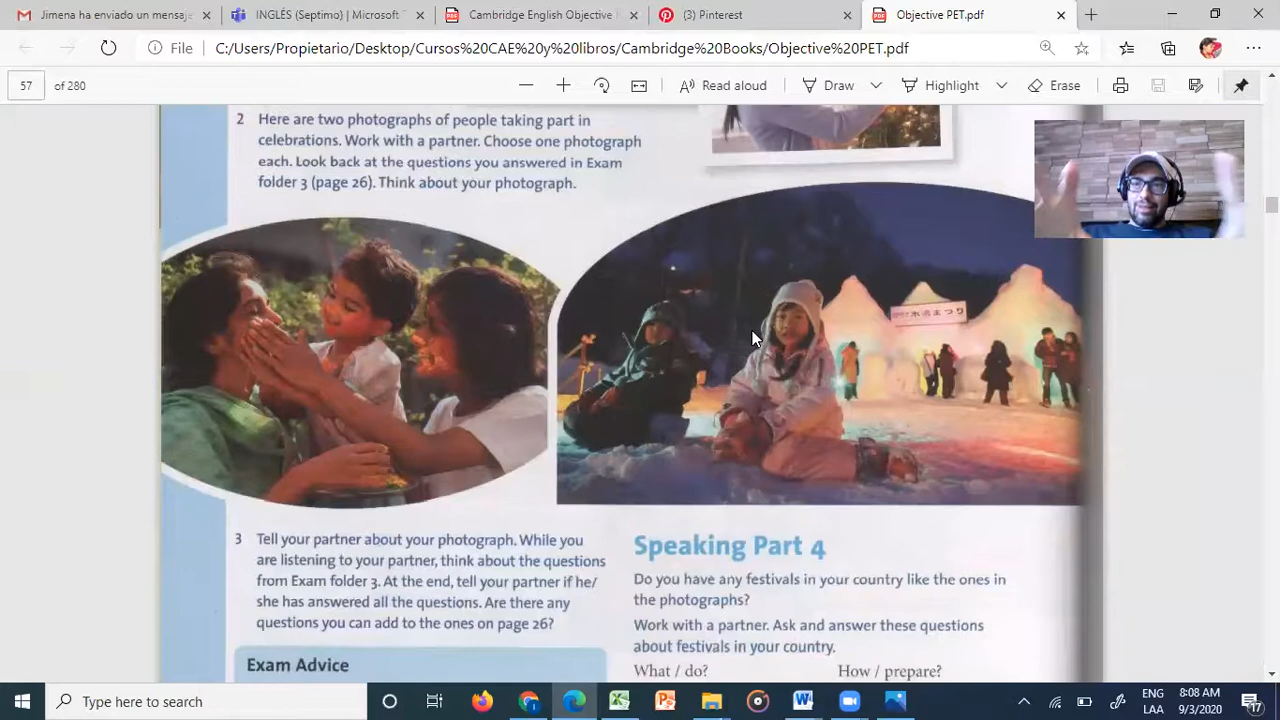 Jimena ha enviado un mensaje
INGLÉS (Septimo) | Microsoft
Cambridge English Objective
(3) Pinterest
Objective PET.pdf
File
C:/Users/Propietario/Desktop/Cursos%20CAE%20y%20libros/Cambridge%20Books/Objective%20PET.pdf
57 of 280
Read aloud
Draw
Highlight
Erase
2 Here are two photographs of people taking part in
celebrations. Work with a partner. Choose one photograph
each. Look back at the questions you answered in Exam
folder 3 (page 26). Think about your photograph.
まつり
3 Tell your partner about your photograph. While you
are listening to your partner, think about the questions
from Exam folder 3. At the end, tell your partner if he/
she has answered all the questions. Are there any
questions you can add to the ones on page 26?
Exam Advice
Speaking Part 4
Do you have any festivals in your country like the ones in
the photographs?
Work with a partner. Ask and answer these questions
about festivals in your country.
What / do?
How / prepare?
Type here to search
ENG
LAA
8:08 AM
9/3/2020
17